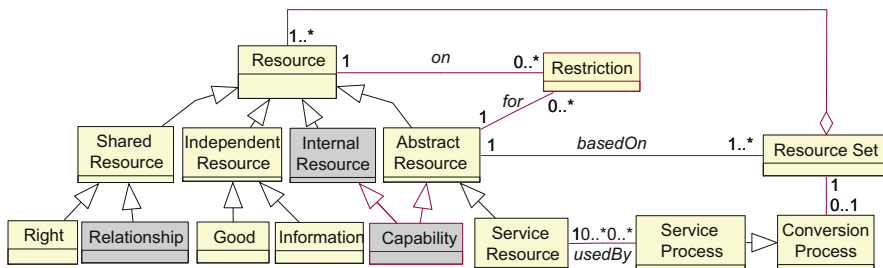 1..*
Resource
1
on
0..*
Restriction
for
0..*
1
Shared
Resource
Independent
Resource
Internal
Resource
Abstract
Resource
1
basedOn
1..*
Resource Set
1
0..1
Right
Relationship
Good
Information
Capability
Service
Resource
10..*0..*
usedBy
Service
Process
Conversion
Process